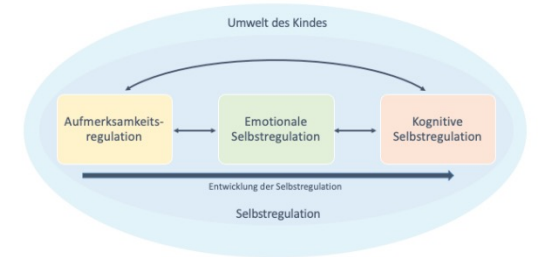 Umwelt des Kindes
Aufmerksamkeits-
regulation
Emotionale
Selbstregulation
Kognitive
Selbstregulation
Entwicklung der Selbstregulation
Selbstregulation